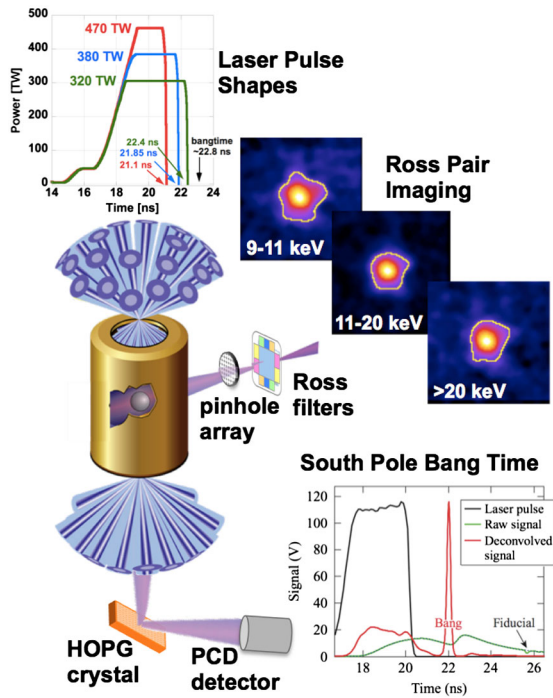 500
400
300
200
100
0
Power [TW]
470 TW
380 TW
320 TW
22.4 ns
21.85 ns
21.1 ns
bangtime
~22.8 ns
14 16 18 20 22 24
Time [ns]
Laser Pulse
Shapes
Ross Pair
Imaging
9-11 keV
11-20 keV
>20 keV
pinhole
array
Ross
filters
HOPG
crystal
PCD
detector
South Pole Bang Time
120
100
80
60
40
20
0
Signal (V)
Laser pulse
Raw signal
Deconvolved
signal
Bang
Fiducial
18 20 22 24 26
Time (ns)